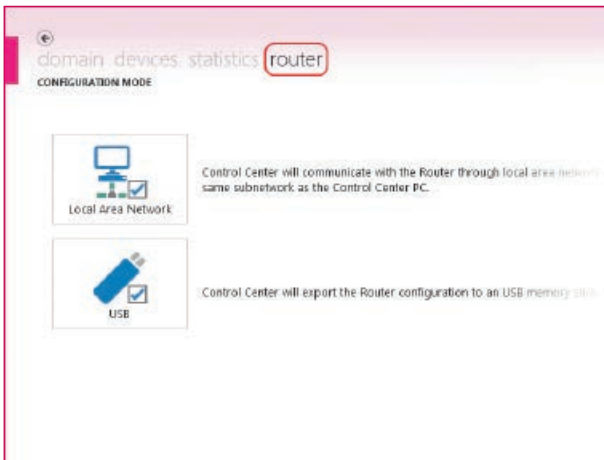 domain devices statistics router
CONFIGURATION MODE
Control Center will communicate with the Router through local area network
same subnetwork as the Control Center PC.
Local Area Network
Control Center will export the Router configuration to an USB memory
USB